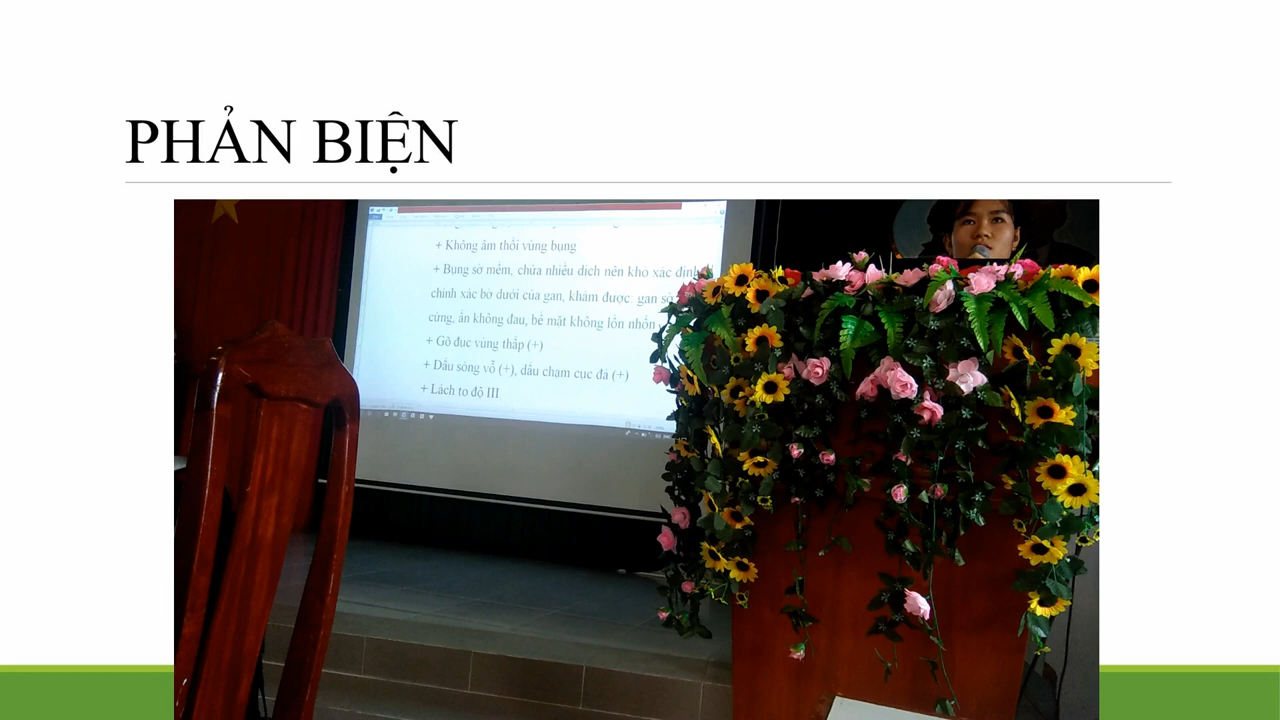 PHẢN BIỆN
+ Không âm thổi vùng bụng
+ Bụng sờ mềm, chứa nhiều dịch nên khó xác định
chính xác bờ dưới của gan, khám được: gan sờ
cứng, ấn không đau, bề mặt không lổn nhổn
+ Gõ đục vùng thấp (+)
+ Dấu sóng vỗ (+), dấu chạm cục đá (+)
+ Lách to độ III